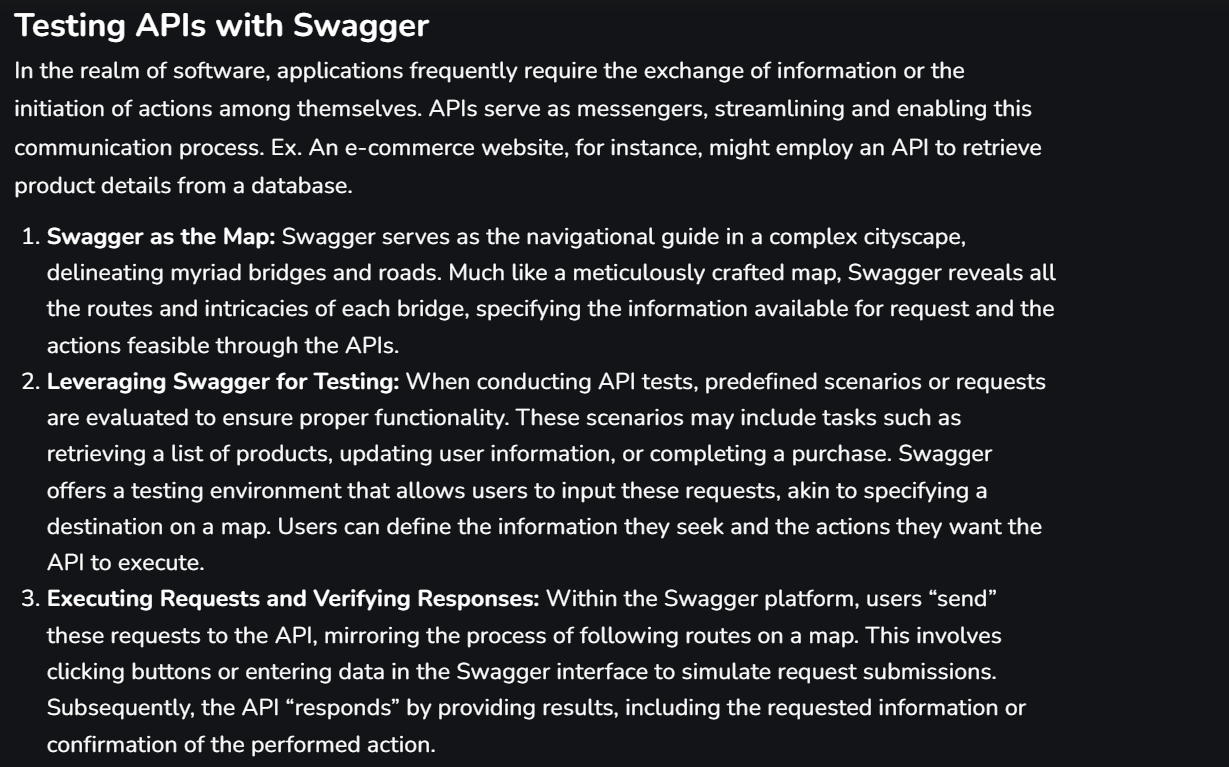 Testing APIs with Swagger
In the realm of software, applications frequently require the exchange of information or the
initiation of actions among themselves. APIs serve as messengers, streamlining and enabling this
communication process. Ex. An e-commerce website, for instance, might employ an API to retrieve
product details from a database.
1. Swagger as the Map: Swagger serves as the navigational guide in a complex cityscape,
delineating myriad bridges and roads. Much like a meticulously crafted map, Swagger reveals all
the routes and intricacies of each bridge, specifying the information available for request and the
actions feasible through the APIs.
2. Leveraging Swagger for Testing: When conducting API tests, predefined scenarios or requests
are evaluated to ensure proper functionality. These scenarios may include tasks such as
retrieving a list of products, updating user information, or completing a purchase. Swagger
offers a testing environment that allows users to input these requests, akin to specifying a
destination on a map. Users can define the information they seek and the actions they want the
API to execute.
3. Executing Requests and Verifying Responses: Within the Swagger platform, users “send”
these requests to the API, mirroring the process of following routes on a map. This involves
clicking buttons or entering data in the Swagger interface to simulate request submissions.
Subsequently, the API “responds” by providing results, including the requested information or
confirmation of the performed action.